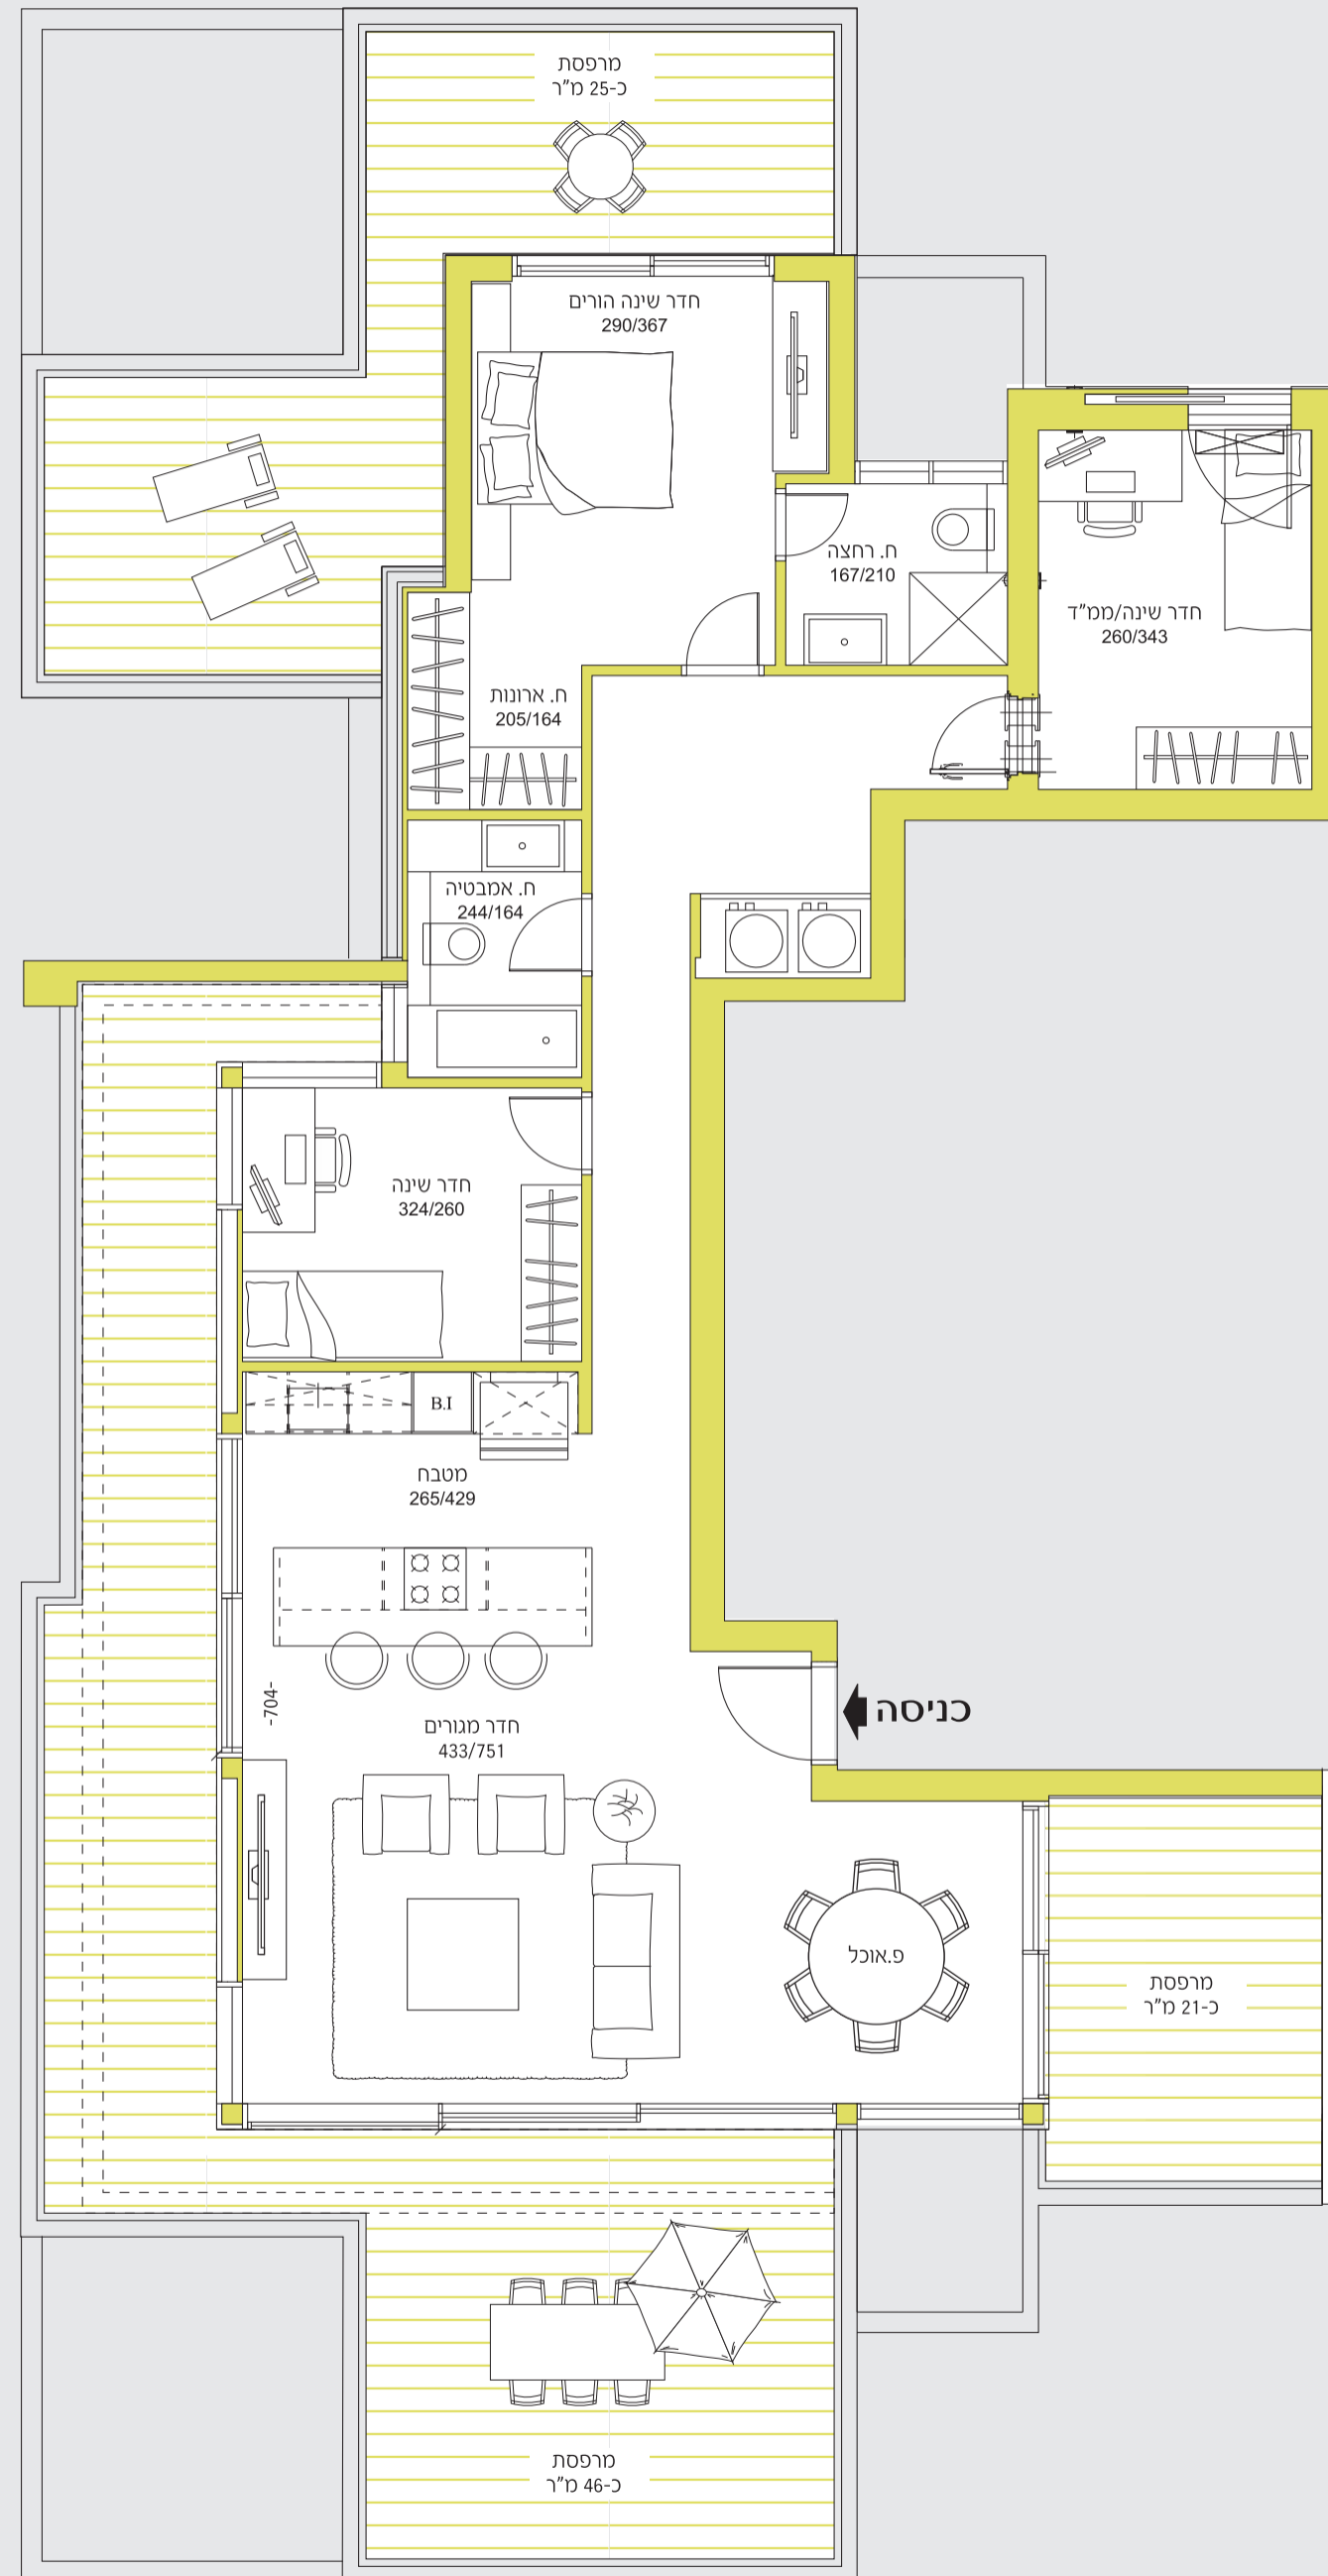 מרפסת
כ-25 מ"ר
חדר שינה הורים
290/367
ח. רחצה
167/210
חדר שינה/ממ"ד
260/343
ח. ארונות
205/164
ח. אמבטיה
244/164
חדר שינה
324/260
B.I
מטבח
265/429
-704-
כניסה
חדר מגורים
433/751
פ.אוכל
מרפסת
כ-21 מ"ר
מרפסת
כ-46 מ"ר